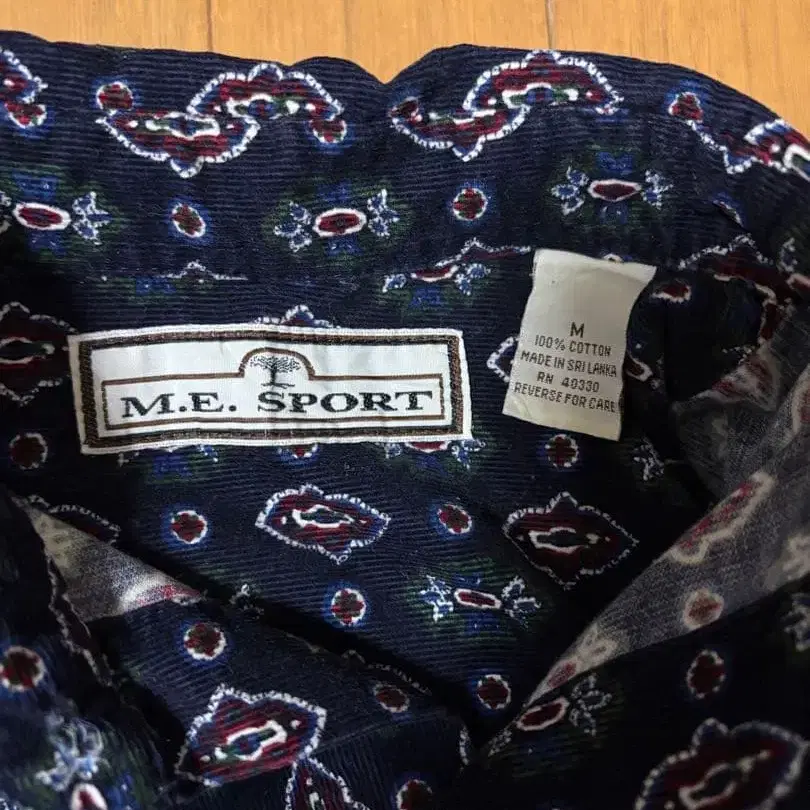 M.E. SPORT
M
100% COTTON
MADE IN SRI LANKA
RN 40330
REVERSE FOR CARE